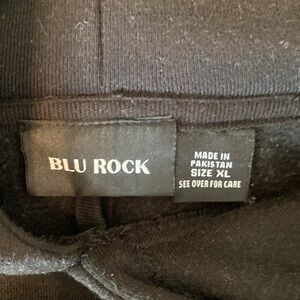 BLU ROCK
MADE IN
PAKISTAN
SIZE XL
SEE OVER FOR CARE